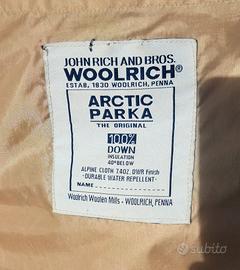 JOHN RICH AND BROS.
WOOLRICH®
ESTAB. 1830 WOOLRICH, PENNA
ARCTIC
PARKA
THE ORIGINAL
100%
DOWN
INSULATION
40° BELOW
ALPINE CLOTH 7.4OZ. DWR Finish
-DURABLE WATER REPELLENT-
NAME
Woolrich Woolen Mills - WOOLRICH, PENNA
subito